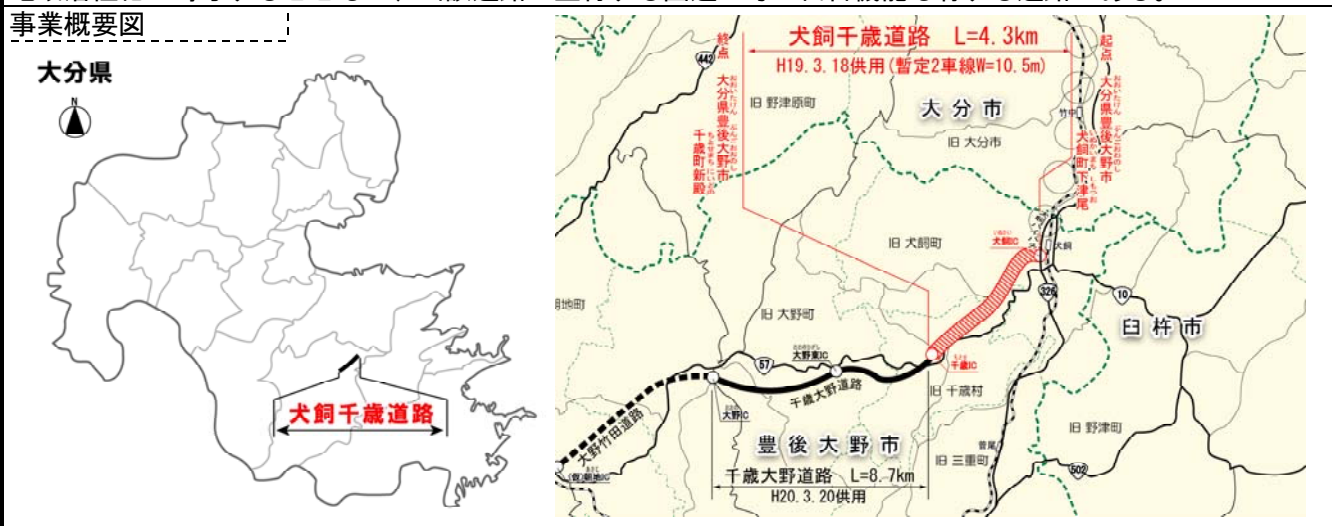 事業概要図
大分県
N
犬飼千歳道路
犬飼千歳道路 L=4.3km
H19.3.18供用(暫定2車線W=10.5m)
終点 大分県豊後大野市千歳町新殿
起点 大分県豊後大野市犬飼町下津尾
442
旧 野津原町
大分市
竹中
旧 大分市
旧 犬飼町
犬飼IC
犬飼
326
10
臼杵市
旧 大野町
57
大野東IC
千歳大野道路
千歳IC
旧 千歳村
大野IC
大野竹田道路
(仮)朝地IC
豊後大野市
菅尾
旧 三重町
旧 野津町
502
千歳大野道路 L=8.7km
H20.3.20供用